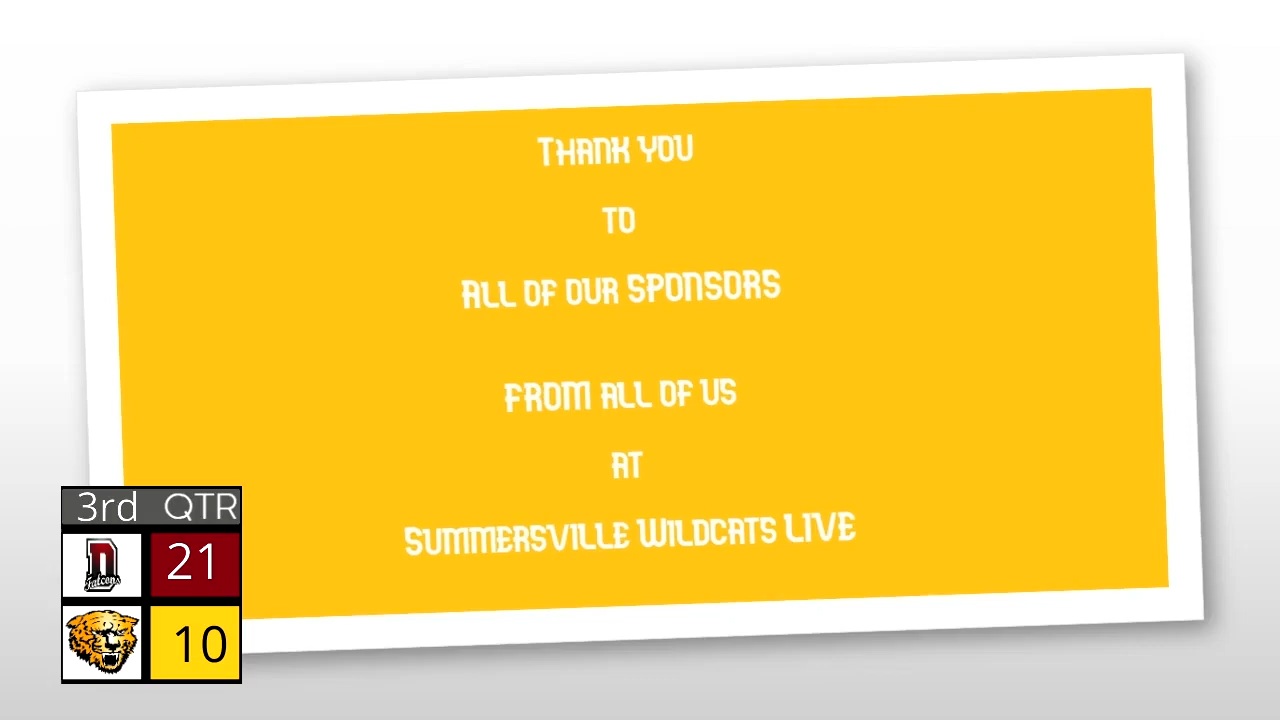 Thank you
to
All of our SPONSORS
FROM all of us
at
Summersville Wildcats LIVE
3rd QTR
D
Falcons
21
10